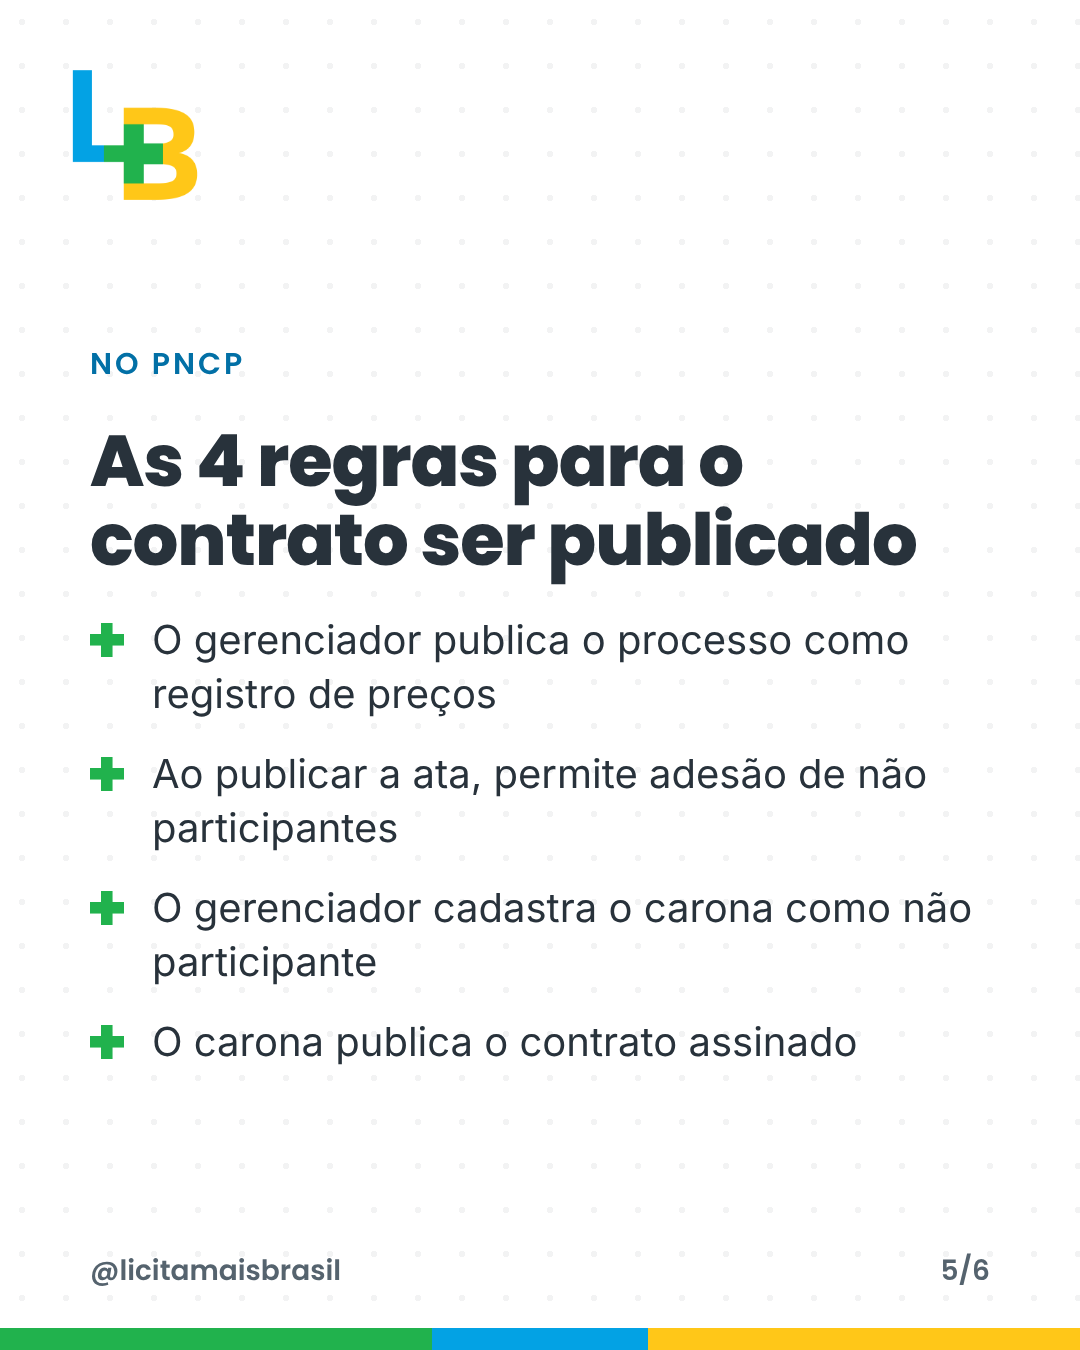 L+B
NO PNCP
As 4 regras para o
contrato ser publicado
O gerenciador publica o processo como
registro de preços
Ao publicar a ata, permite adesão de não
participantes
O gerenciador cadastra o carona como não
participante
O carona publica o contrato assinado
@licitamaisbrasil
5/6